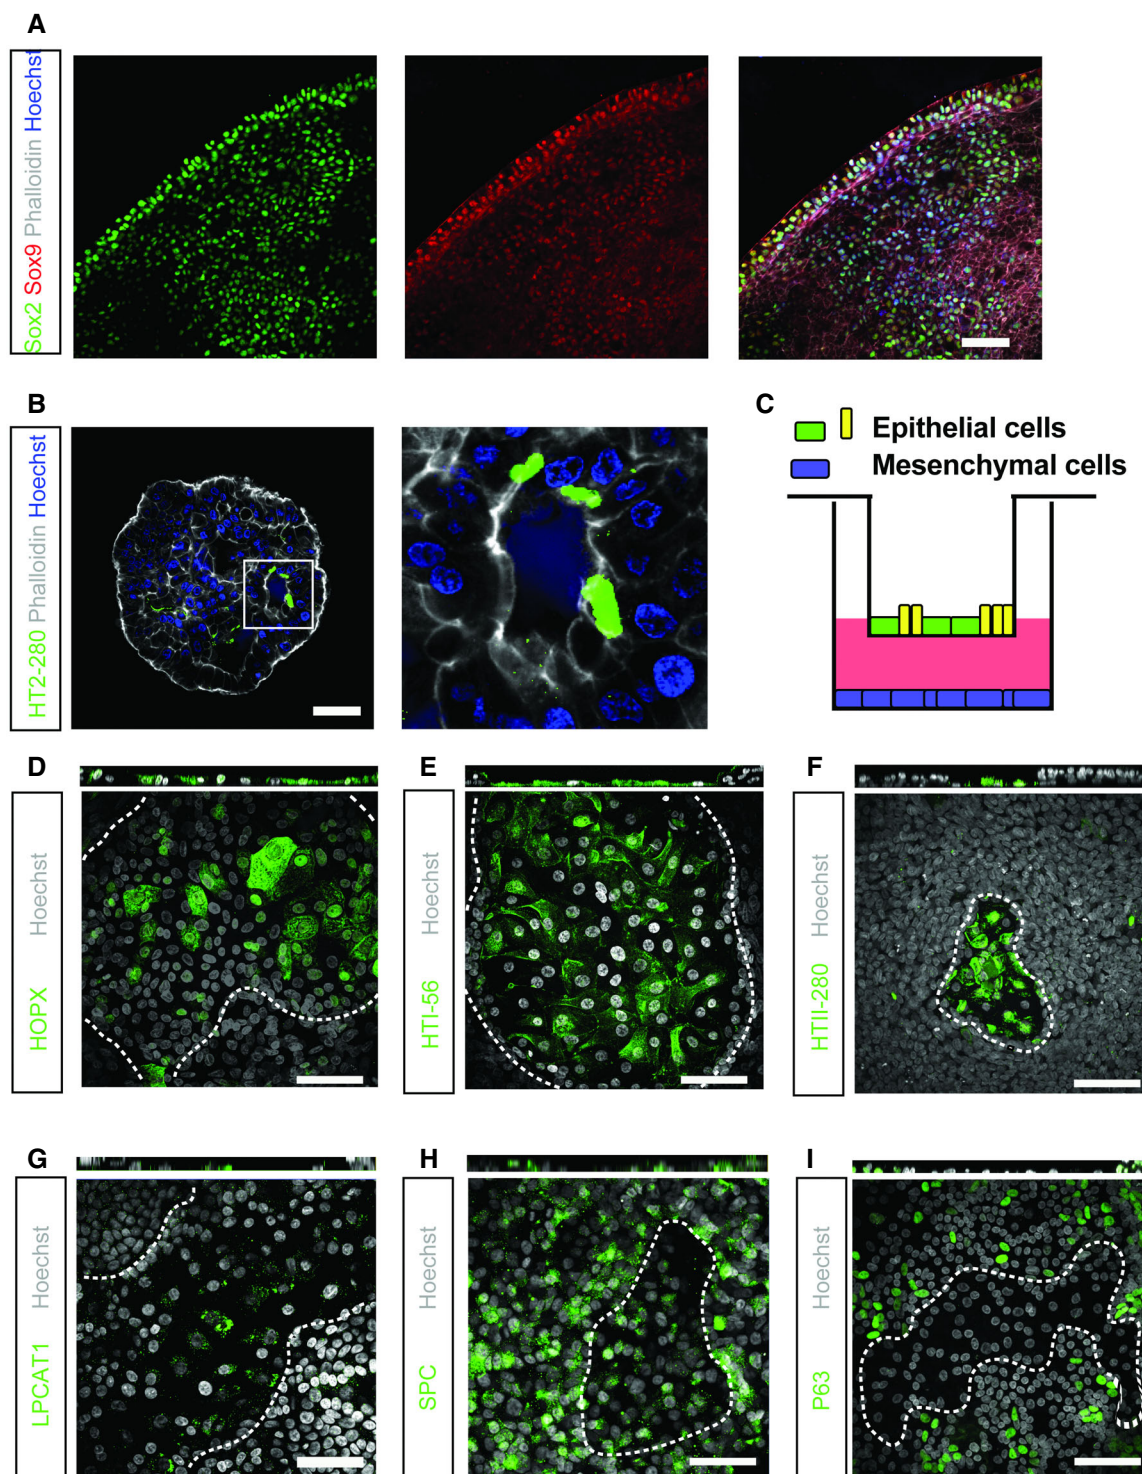 A
Sox2 Sox9 Phalloidin Hoechst
B
HT2-280 Phalloidin Hoechst
C
Epithelial cells
Mesenchymal cells
D
HOPX Hoechst
E
HTI-56 Hoechst
F
HTII-280 Hoechst
G
LPCAT1 Hoechst
H
SPC Hoechst
I
P63 Hoechst